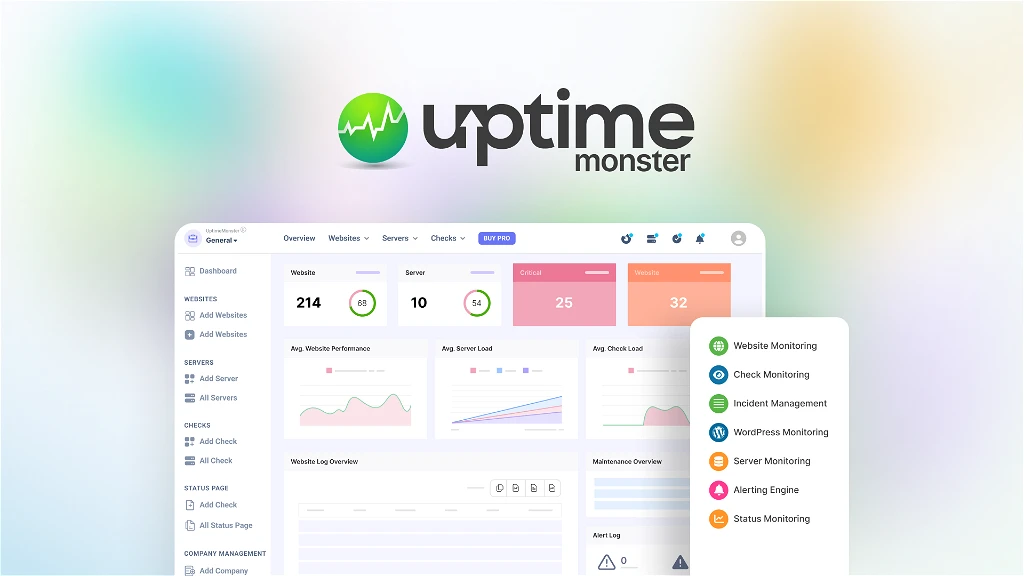 uptime
monster
UptimeMonster
General
Overview Websites Servers Checks BUY PRO
Dashboard
WEBSITES
Add Websites
Add Websites
SERVERS
Add Server
All Servers
CHECKS
Add Check
All Check
STATUS PAGE
Add Check
All Status Page
COMPANY MANAGEMENT
Add Company
Website
214 68
Server
10 54
Critical
25
Website
32
Avg. Website Performance
Avg. Server Load
Avg. Check Load
Website Log Overview
Maintenance Overview
Alert Log
0
Website Monitoring
Check Monitoring
Incident Management
WordPress Monitoring
Server Monitoring
Alerting Engine
Status Monitoring